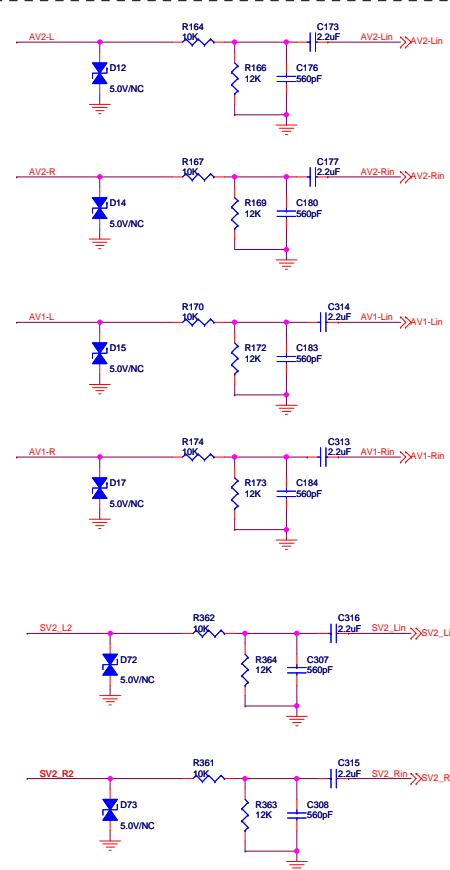 R164
10K
C173
2.2uF
AV2-L
AV2-Lin
AV2-Lin
D12
5.0V/NC
R166
12K
C176
560pF
R167
10K
C177
2.2uF
AV2-R
AV2-Rin
AV2-Rin
D14
5.0V/NC
R169
12K
C180
560pF
R170
10K
C314
2.2uF
AV1-L
AV1-Lin
AV1-Lin
D15
5.0V/NC
R172
12K
C183
560pF
R174
10K
C313
2.2uF
AV1-R
AV1-Rin
AV1-Rin
D17
5.0V/NC
R173
12K
C184
560pF
R362
10K
C316
2.2uF
SV2_L2
SV2_Lin
SV2_Li
D72
5.0V/NC
R364
12K
C307
560pF
R361
10K
C315
2.2uF
SV2_R2
SV2_Rin
SV2_R
D73
5.0V/NC
R363
12K
C308
560pF